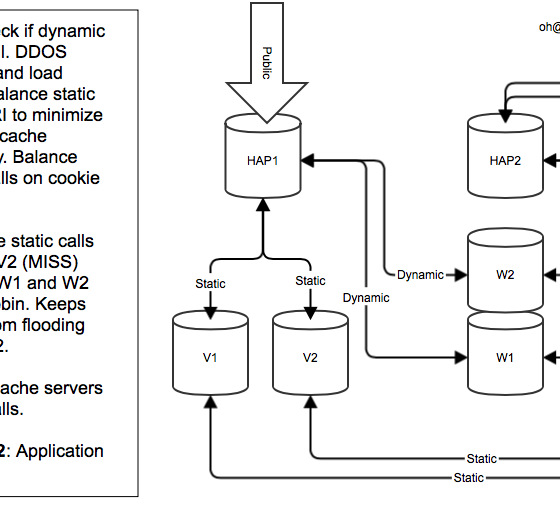 ck if dynamic
l. DDOS
and load
alance static
RI to minimize
cache
y. Balance
lls on cookie
e static calls
V2 (MISS)
W1 and W2
bin. Keeps
om flooding
2.
ache servers
alls.
2: Application
Public
oh@
HAP1
HAP2
W2
Dynamic
Static
Static
Dynamic
V1
V2
W1
Static
Static